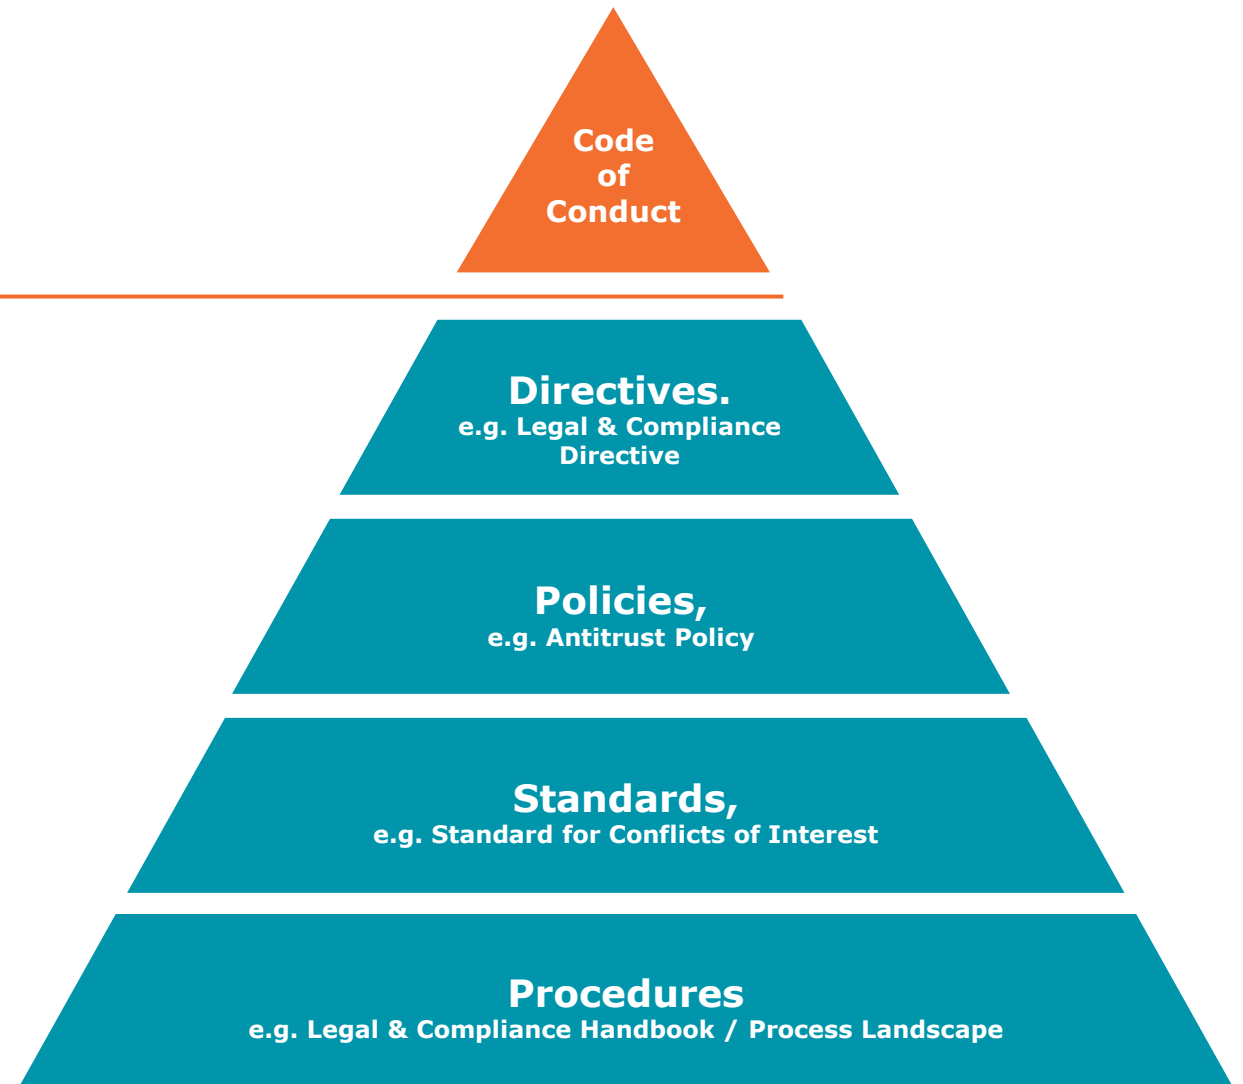 Code
of
Conduct
Directives.
e.g. Legal & Compliance
Directive
Policies,
e.g. Antitrust Policy
Standards,
e.g. Standard for Conflicts of Interest
Procedures
e.g. Legal & Compliance Handbook / Process Landscape